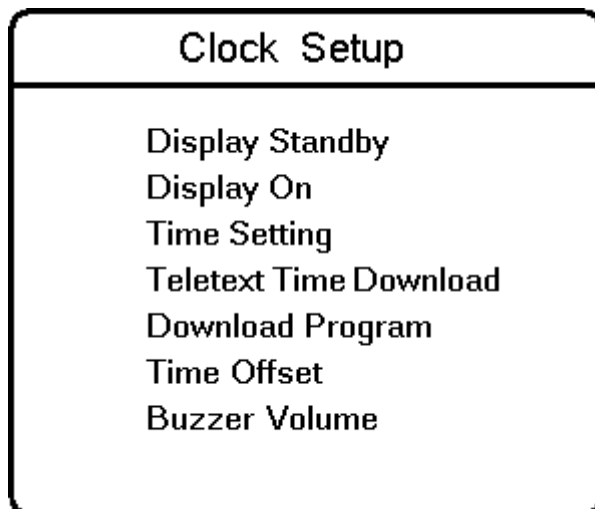 Clock Setup
Display Standby
Display On
Time Setting
Teletext Time Download
Download Program
Time Offset
Buzzer Volume